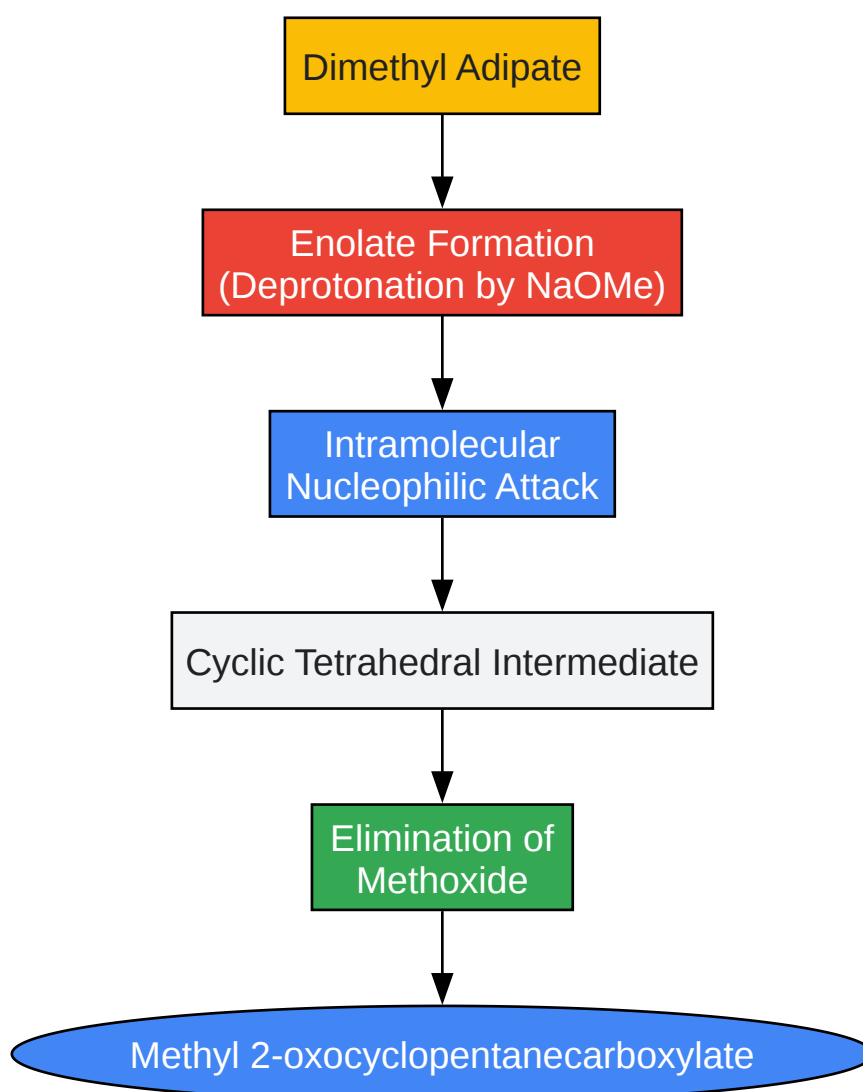 Dimethyl Adipate
Enolate Formation
(Deprotonation by NaOMe)
Intramolecular
Nucleophilic Attack
Cyclic Tetrahedral Intermediate
Elimination of
Methoxide
Methyl 2-oxocyclopentanecarboxylate